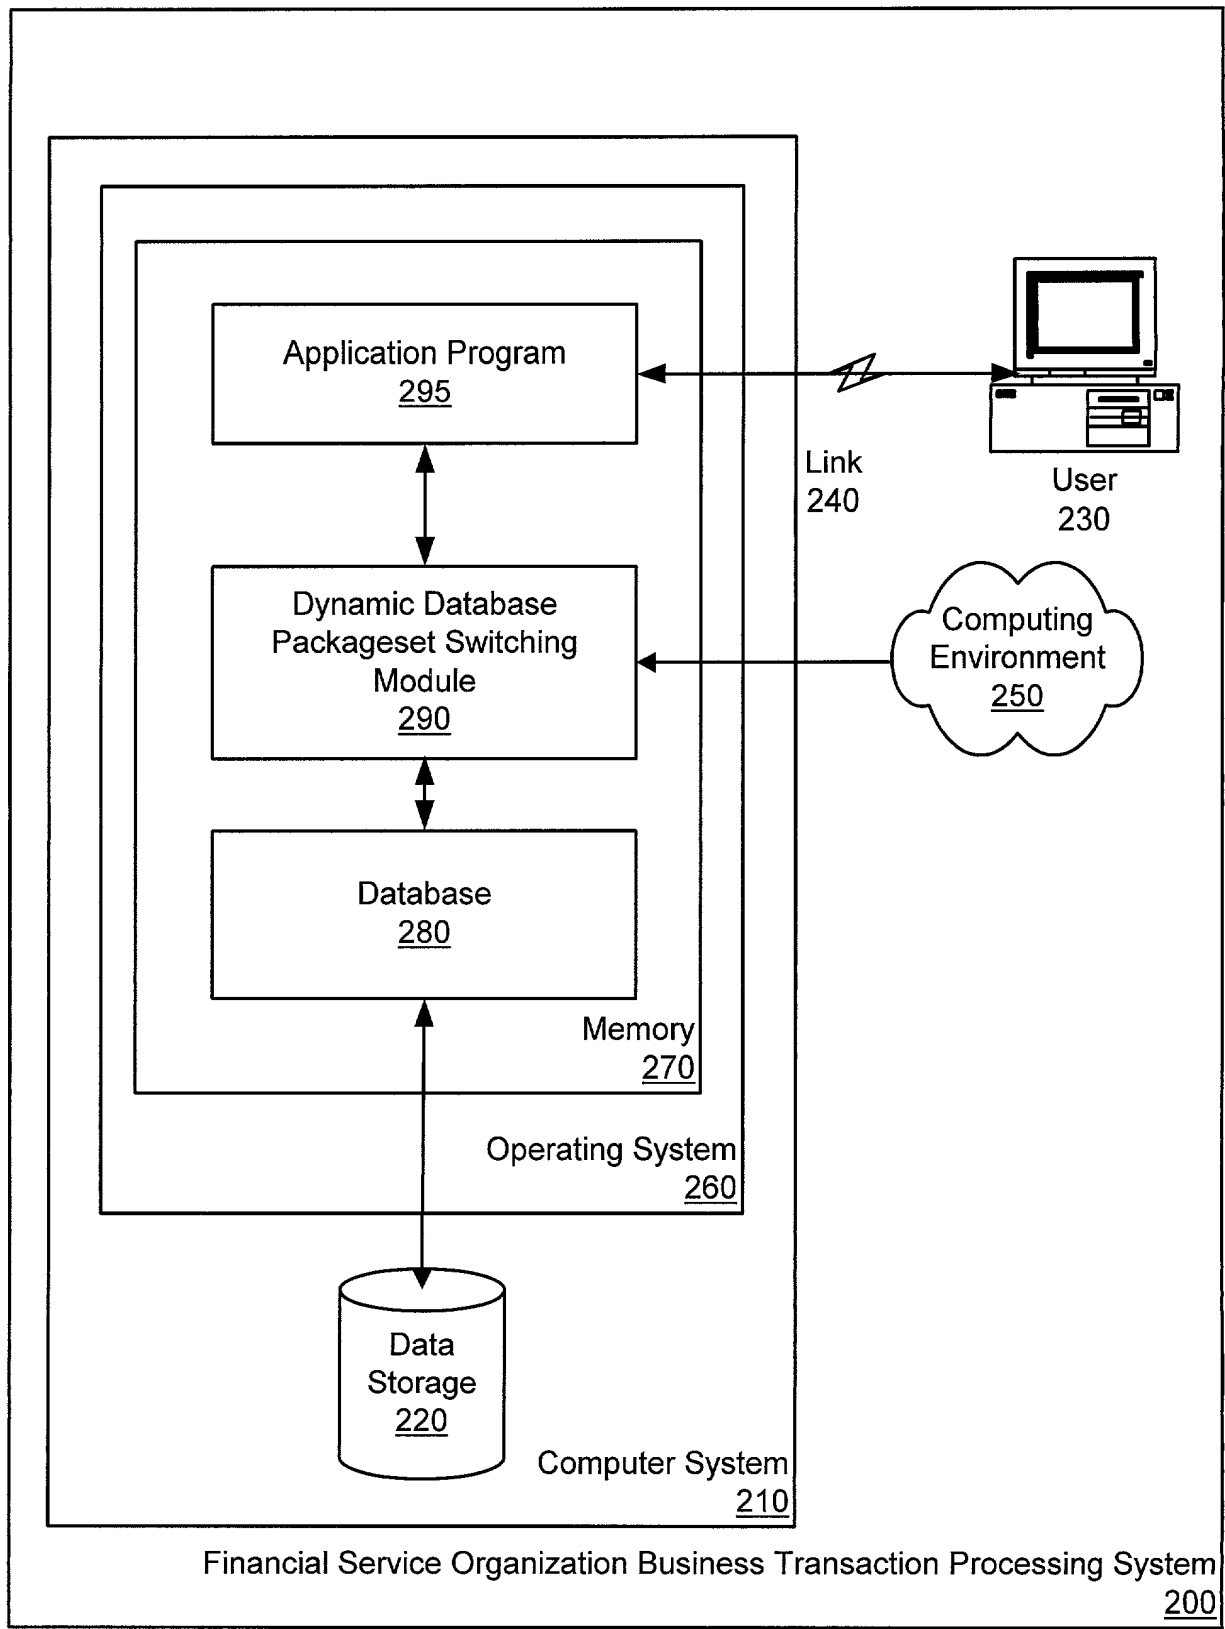 Application Program
295
Link
240
User
230
Dynamic Database
Packageset Switching
Module
290
Computing
Environment
250
Database
280
Memory
270
Operating System
260
Data
Storage
220
Computer System
210
Financial Service Organization Business Transaction Processing System
200